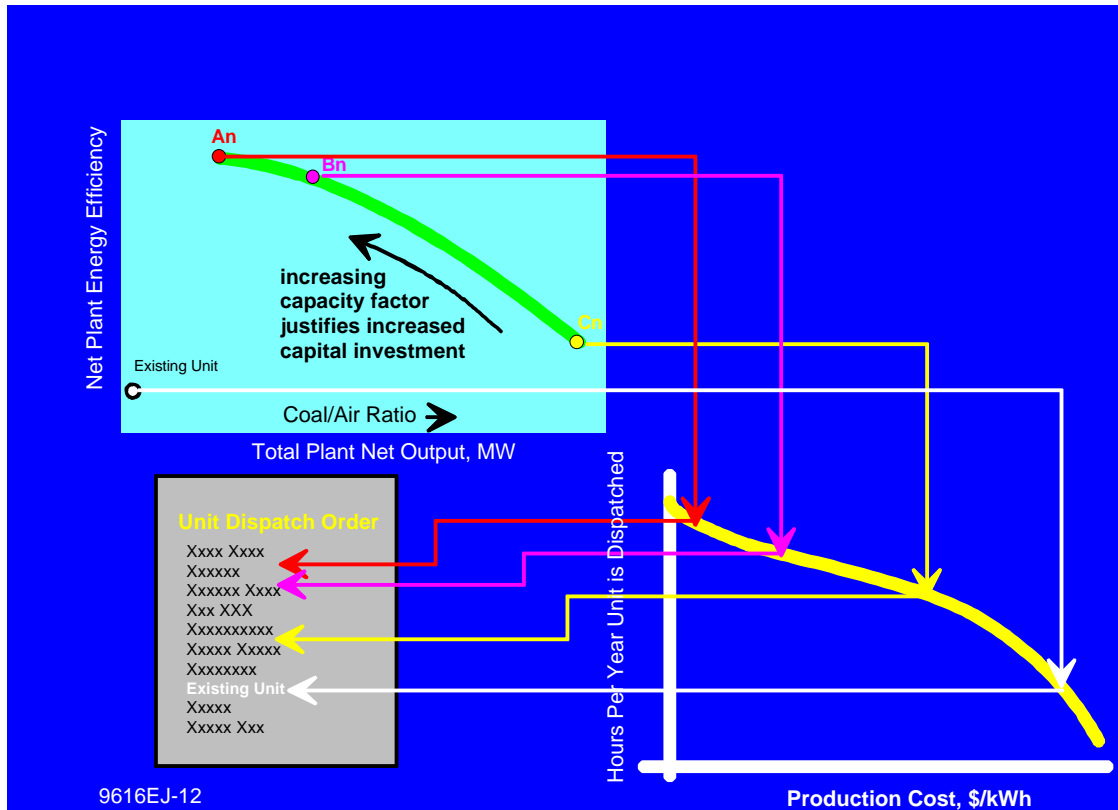 Net Plant Energy Efficiency
An
Bn
Cn
increasing
capacity factor
justifies increased
capital investment
Existing Unit
Coal/Air Ratio
Total Plant Net Output, MW
Unit Dispatch Order
Xxxx Xxxx
Xxxxxx
Xxxxxx Xxxx
Xxx XXX
Xxxxxxxxxx
Xxxxx Xxxxx
Xxxxxxxx
Existing Unit
Xxxxx
Xxxxx Xxx
Hours Per Year Unit is Dispatched
Production Cost, $/kWh
9616EJ-12